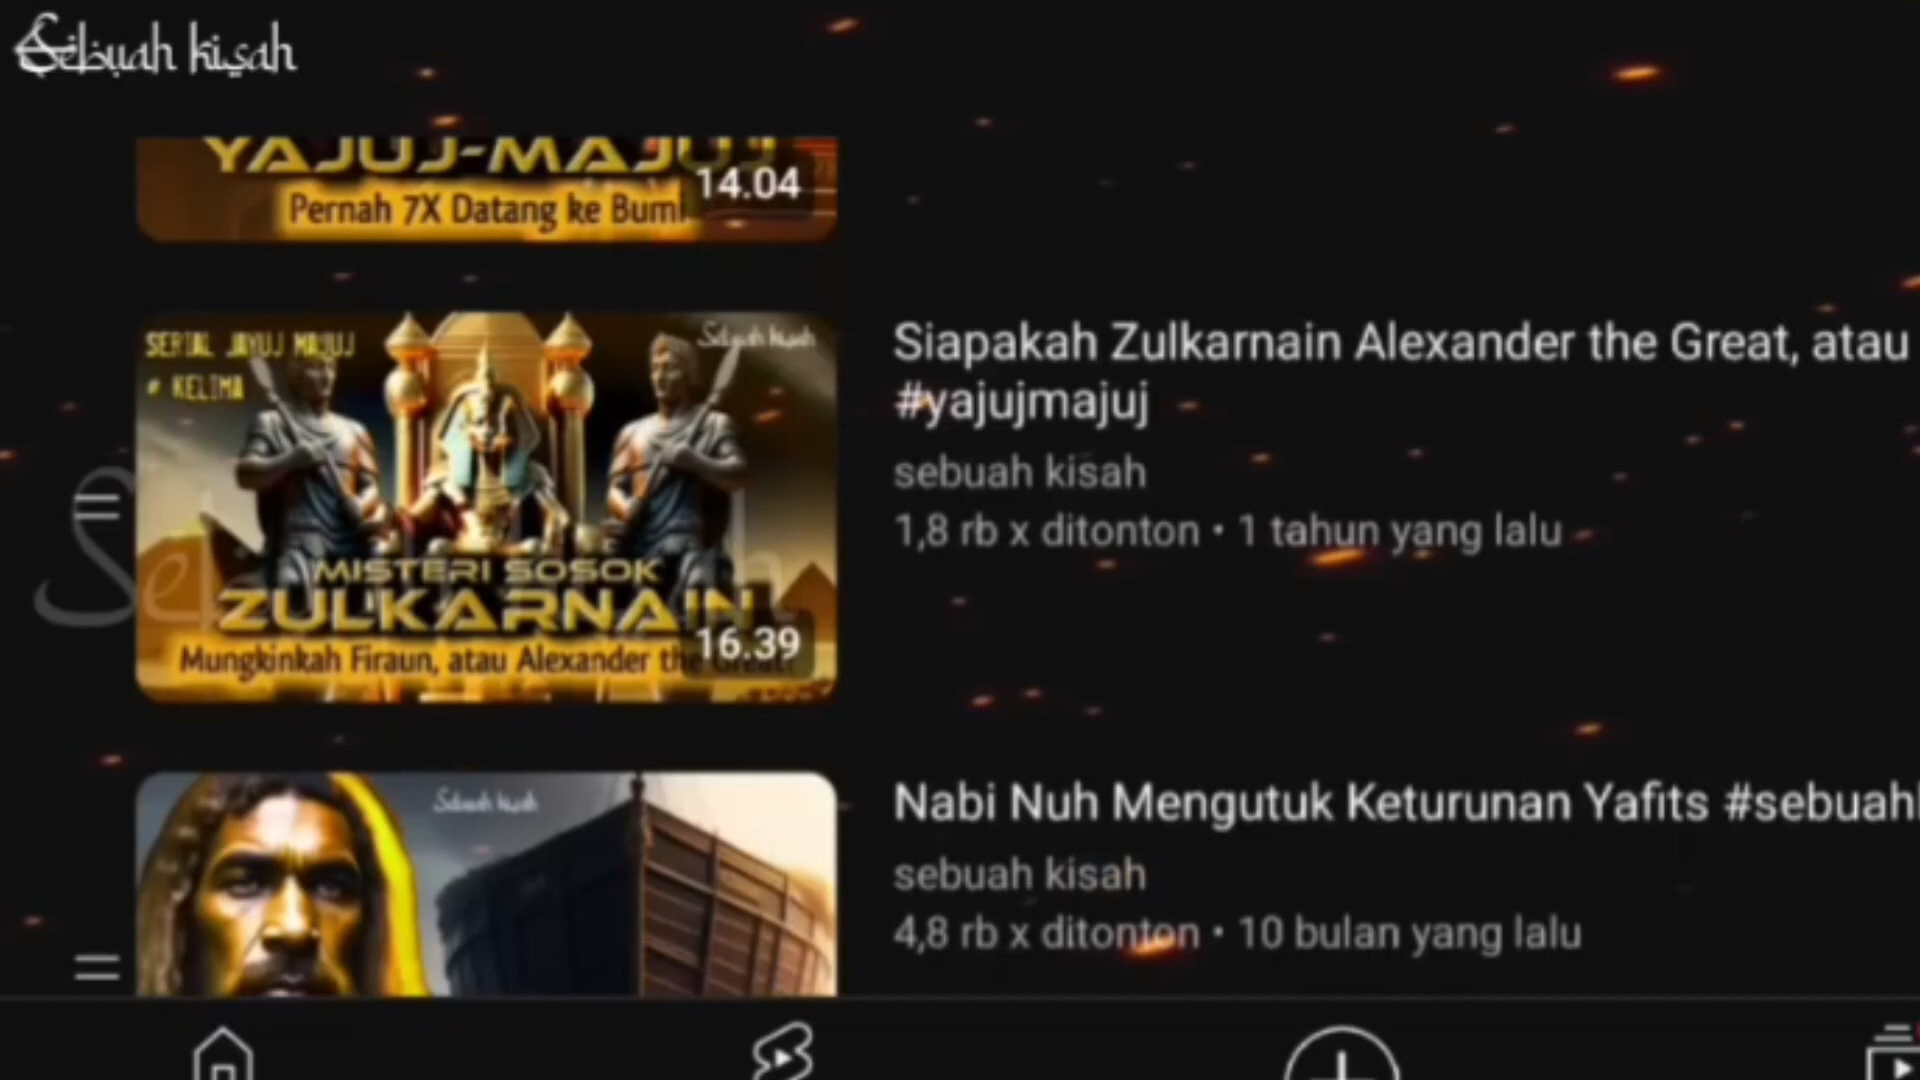 Sebuah kisah
YAJUJ-MAJUJ
Pernah 7X Datang ke Bumi
14.04
SERIAL JAYUJ MAJUJ
# KELIMA
Sebuah kisah
MISTERI SOSOK
ZULKARNAIN
Mungkinkah Firaun, atau Alexander the Great?
16.39
Siapakah Zulkarnain Alexander the Great, atau
#yajujmajuj
sebuah kisah
1,8 rb x ditonton • 1 tahun yang lalu
Sebuah kisah
Nabi Nuh Mengutuk Keturunan Yafits
sebuah kisah
4,8 rb x ditonton • 10 bulan yang lalu